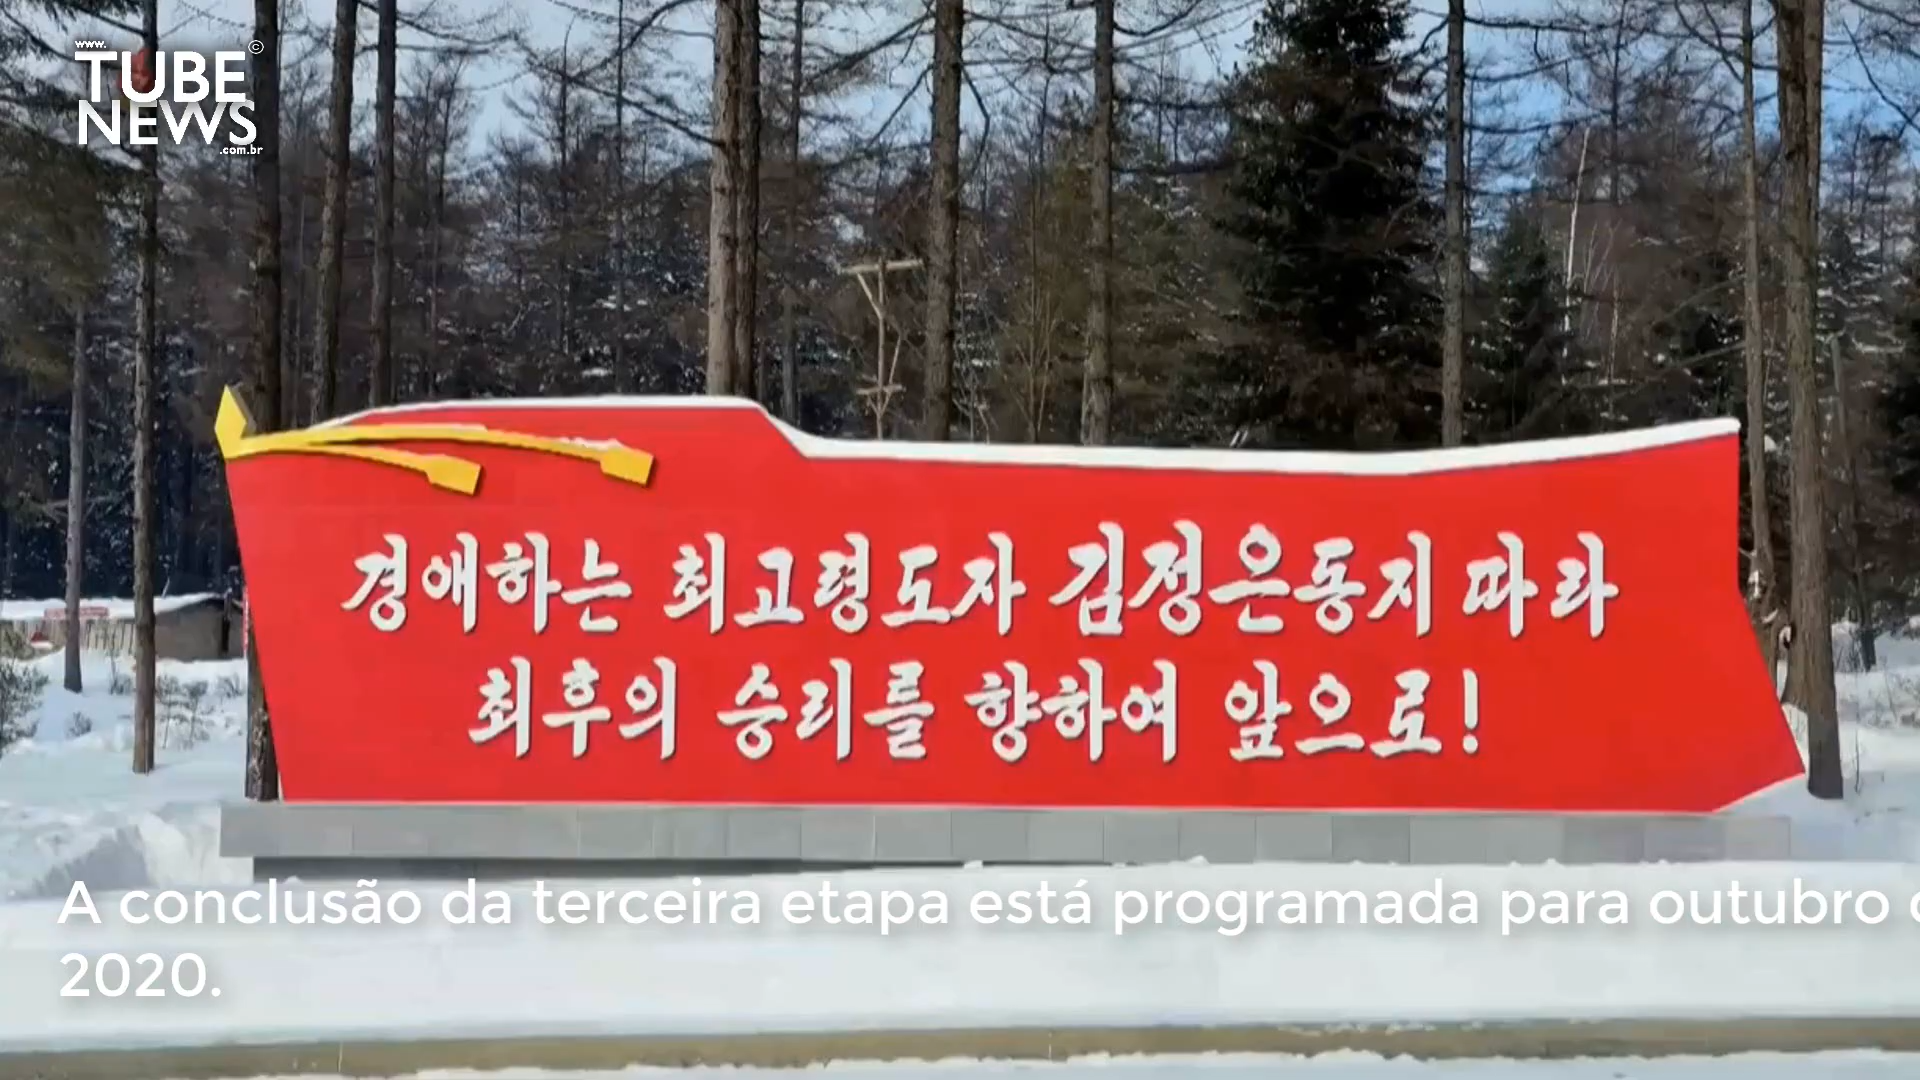 www.
TUBE©
NEWS
.com.br
경애하는 최고령도자 김정은동지 따라
최후의 승리를 향하여 앞으로!
A conclusão da terceira etapa está programada para outubro
2020.